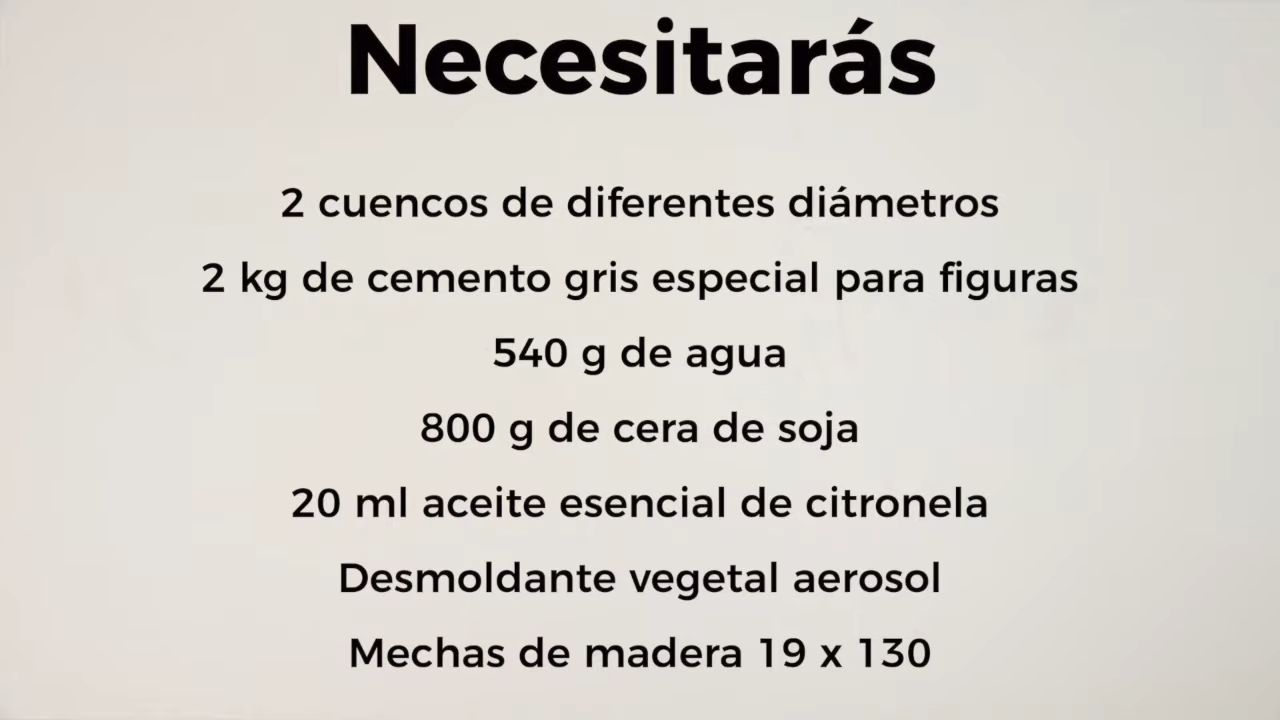 Necesitarás
2 cuencos de diferentes diámetros
2 kg de cemento gris especial para figuras
540 g de agua
800 g de cera de soja
20 ml aceite esencial de citronela
Desmoldante vegetal aerosol
Mechas de madera 19 x 130